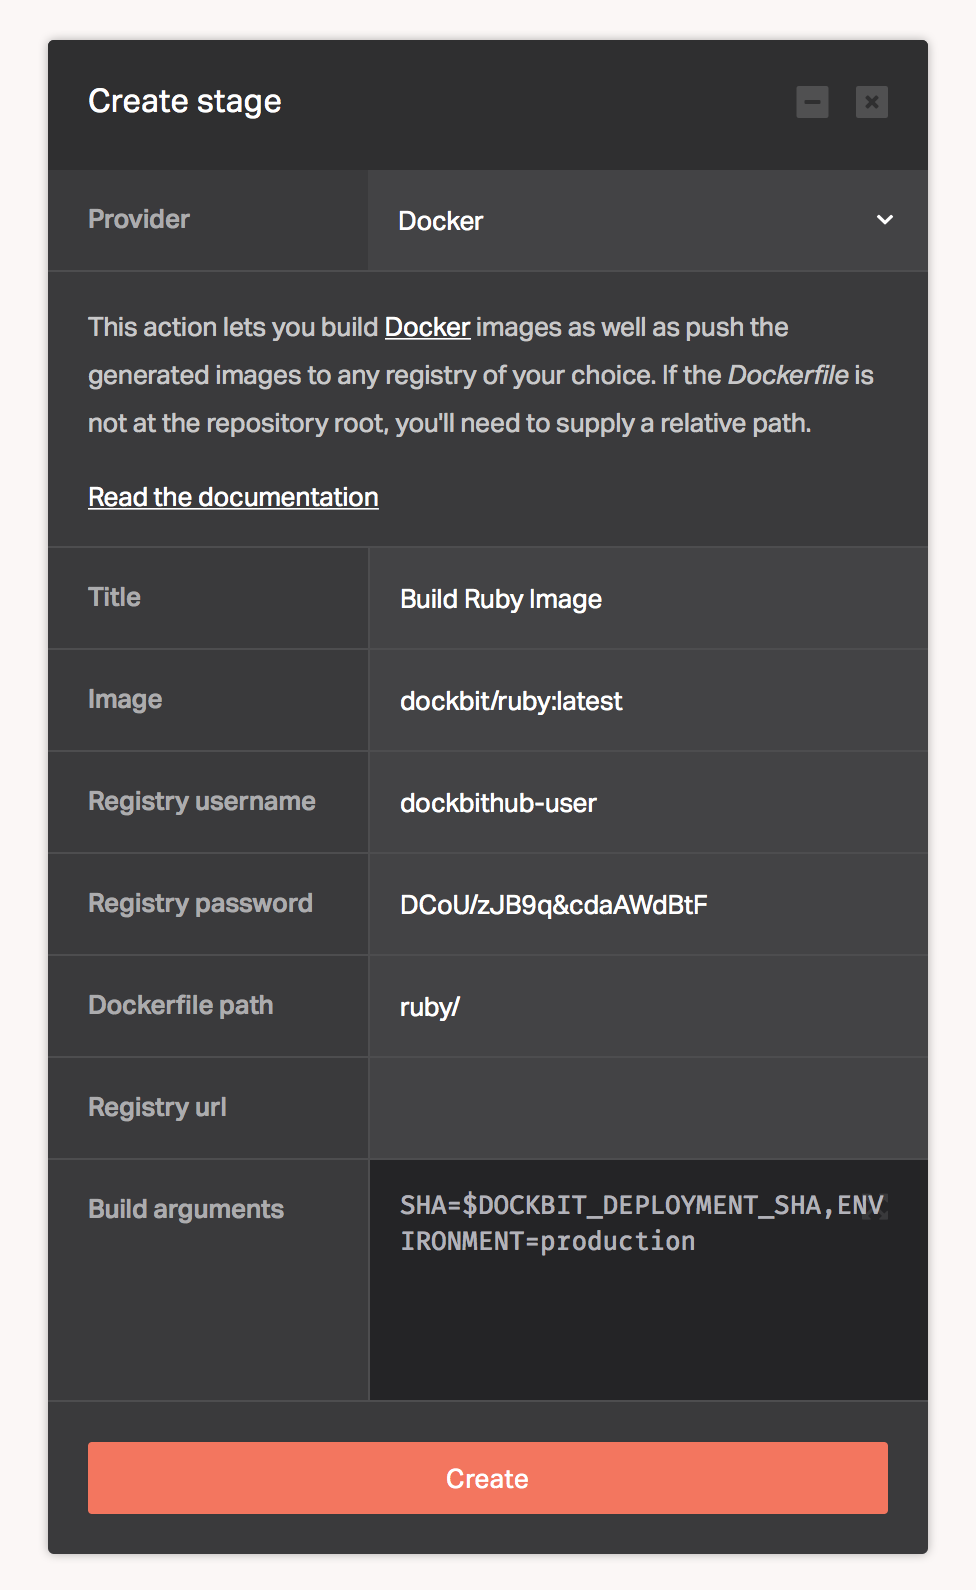 Create stage
Provider
Docker
This action lets you build Docker images as well as push the
generated images to any registry of your choice. If the Dockerfile is
not at the repository root, you'll need to supply a relative path.
Read the documentation
Title
Build Ruby Image
Image
dockbit/ruby:latest
Registry username
dockbithub-user
Registry password
DCoU/zJB9q&cdaAWdBtF
Dockerfile path
ruby/
Registry url
Build arguments
SHA=$DOCKBIT_DEPLOYMENT_SHA,ENV
IRONMENT=production
Create